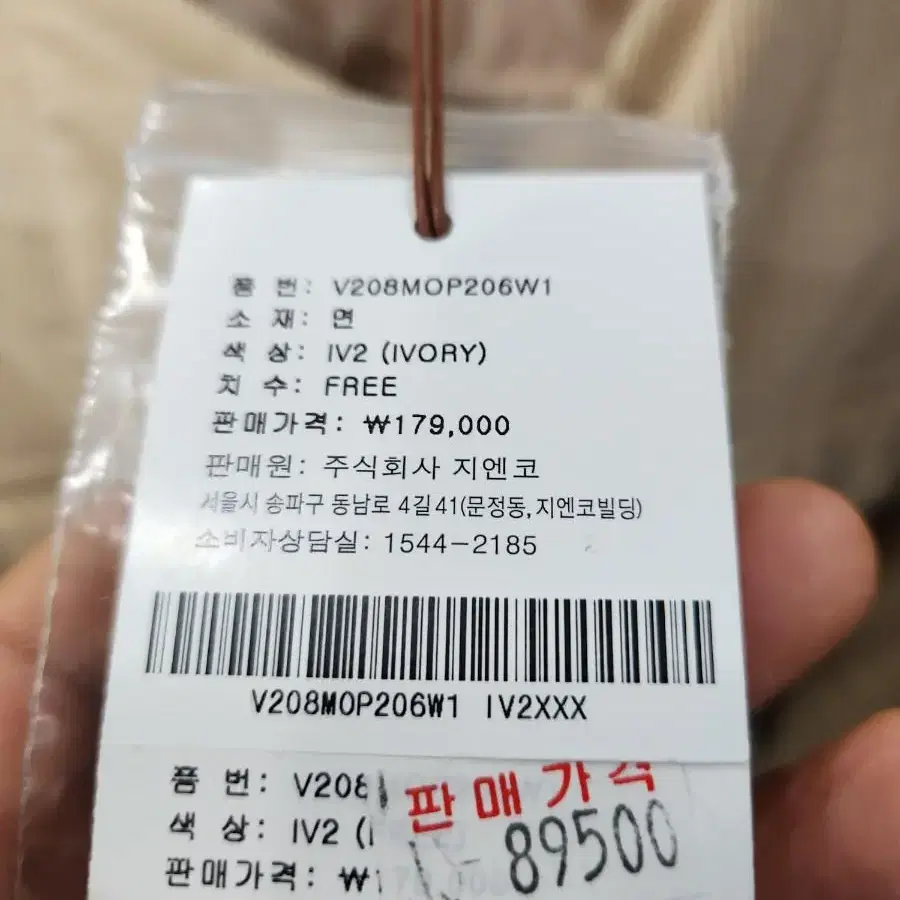 품 번: V208MOP206W1
소 재: 면
색 상: IV2 (IVORY)
치 수: FREE
판매가격: ₩179,000
판매원: 주식회사 지엔코
서울시 송파구 동남로 4길 41(문정동, 지엔코빌딩)
소비자상담실: 1544-2185
V208MOP206W1 IV2XXX
품 번: V208
판매가격
색 상: IV2 (I
89500
판매가격: ₩1